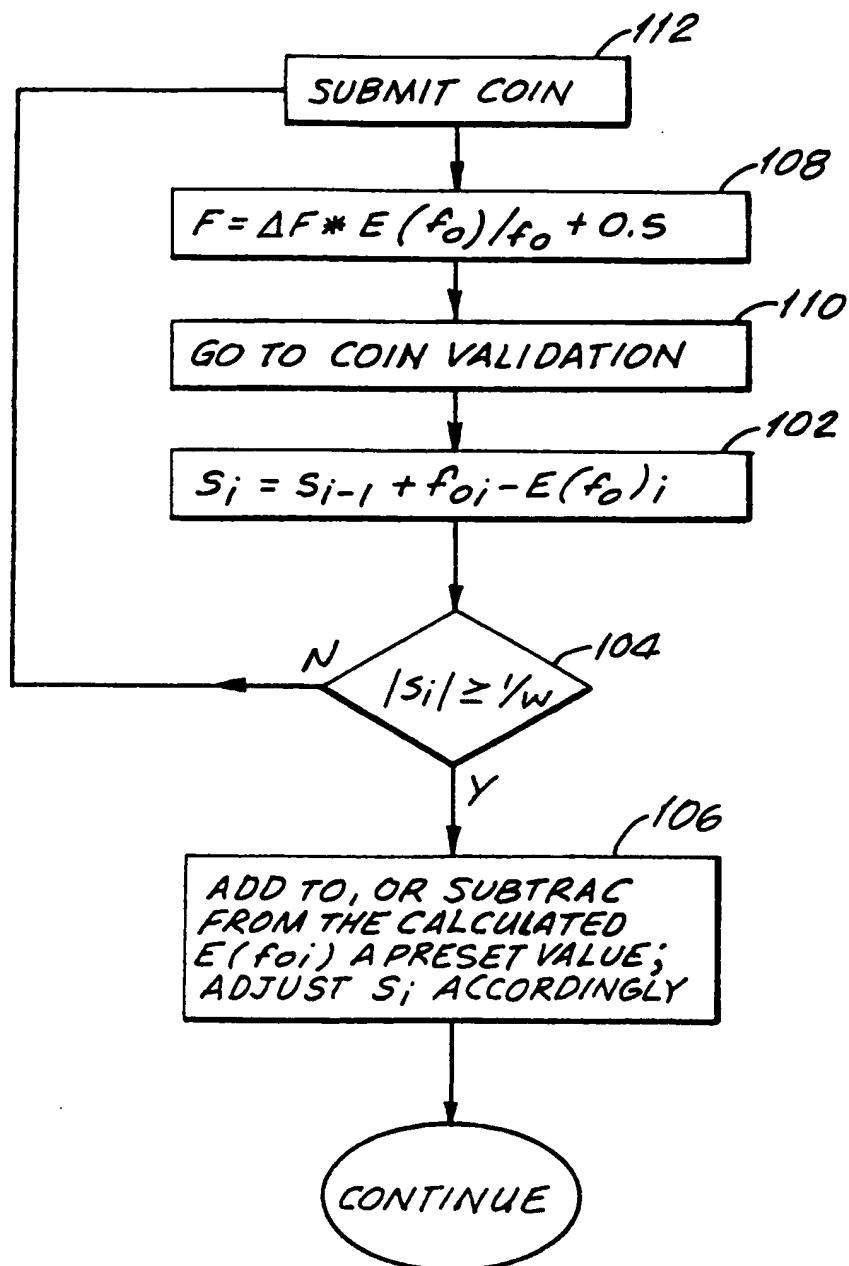 112
SUBMIT COIN
108
F = ΔF * E (f₀)/f₀ + 0.5
110
GO TO COIN VALIDATION
102
Sᵢ = Sᵢ₋₁ + f₀ᵢ - E(f₀)ᵢ
104
N
|Sᵢ| ≥ 1/w
Y
106
ADD TO, OR SUBTRAC
FROM THE CALCULATED
E(foi) A PRESET VALUE;
ADJUST Sᵢ ACCORDINGLY
CONTINUE